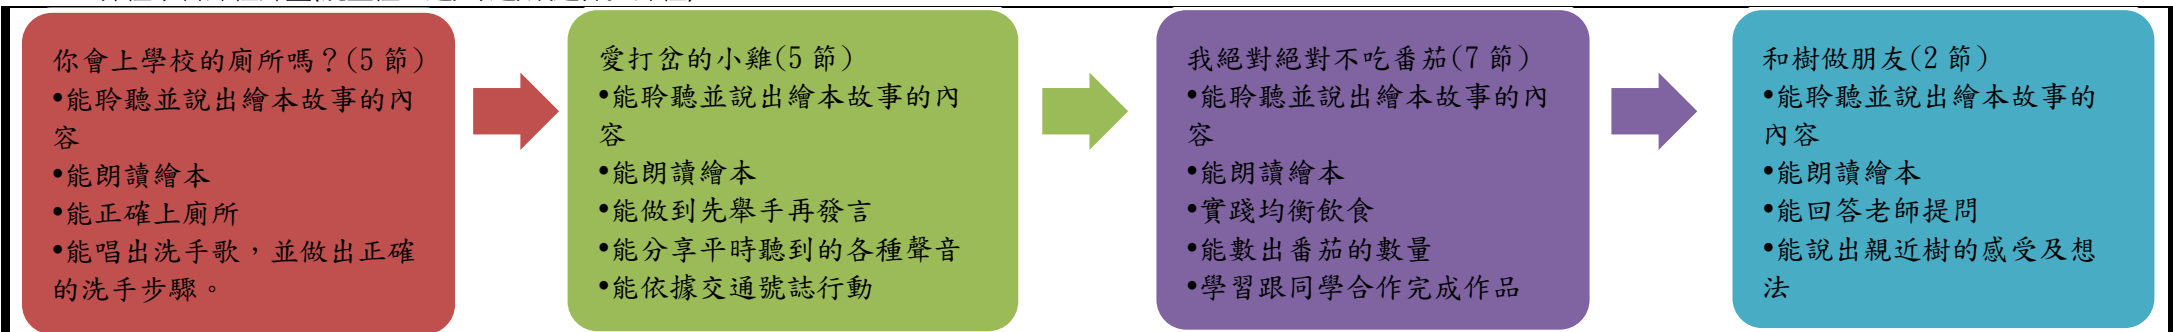 你會上學校的廁所嗎？(5 節)
•能聆聽並說出繪本故事的內
容
•能朗讀繪本
•能正確上廁所
•能唱出洗手歌，並做出正確
的洗手步驟。
愛打岔的小雞(5 節)
•能聆聽並說出繪本故事的內
容
•能朗讀繪本
•能做到先舉手再發言
•能分享平時聽到的各種聲音
•能依據交通號誌行動
我絕對絕對不吃番茄(7 節)
•能聆聽並說出繪本故事的內
容
•能朗讀繪本
•實踐均衡飲食
•能數出番茄的數量
•學習跟同學合作完成作品
和樹做朋友(2 節)
•能聆聽並說出繪本故事的
內容
•能朗讀繪本
•能回答老師提問
•能說出親近樹的感受及想
法